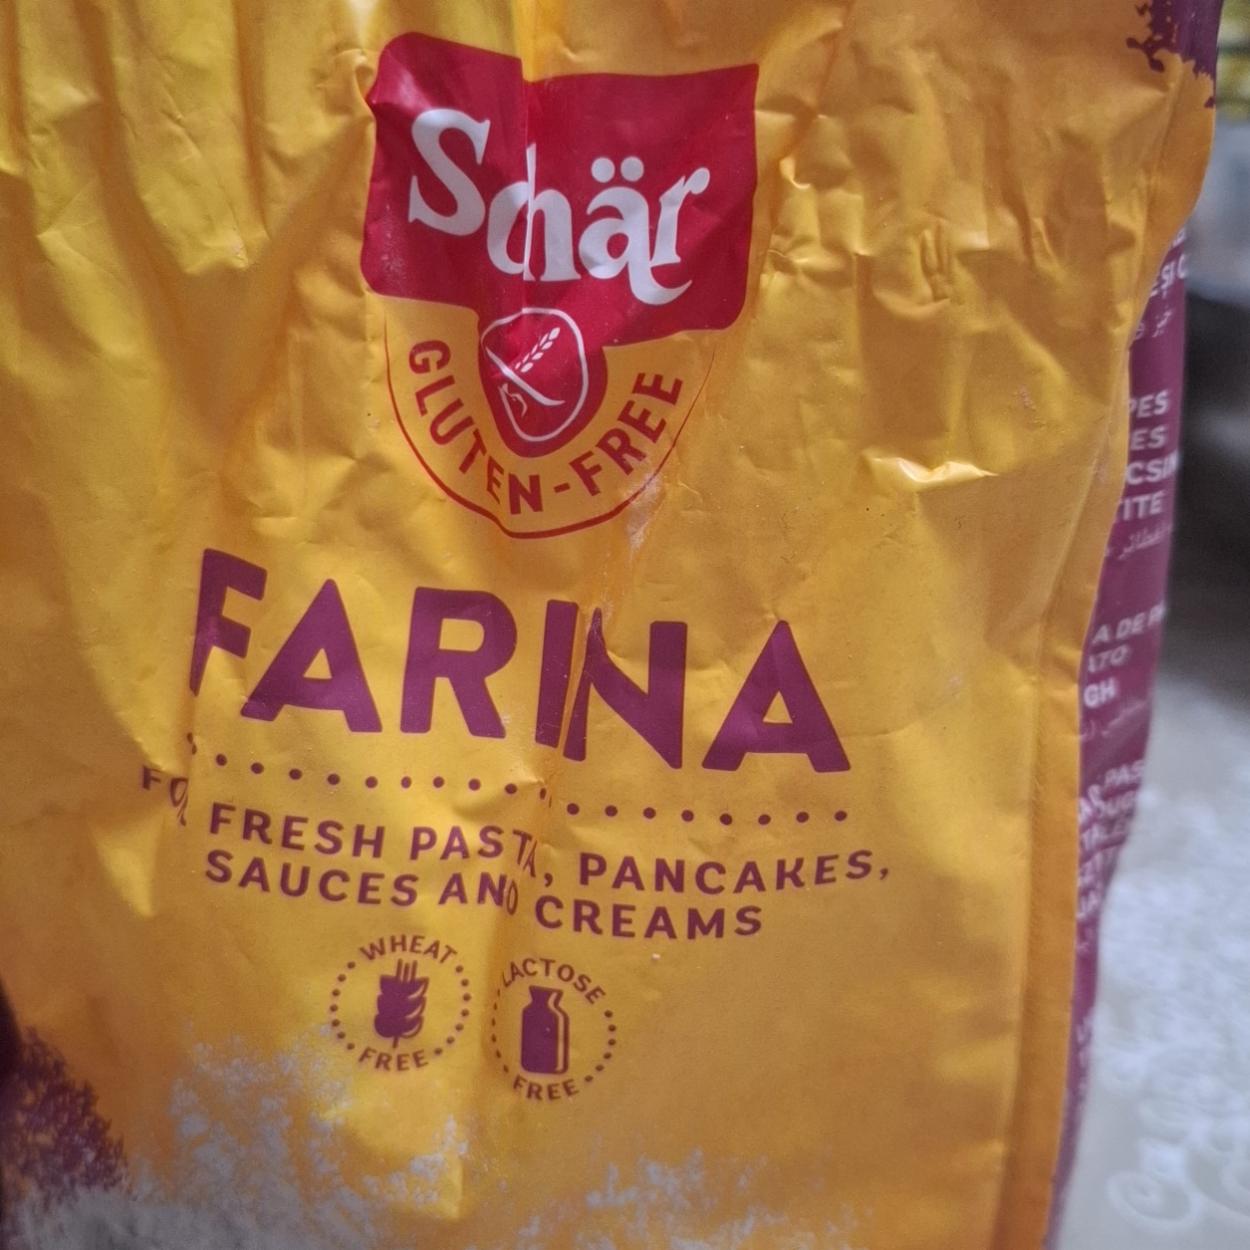 Schär
GLUTEN-FREE
FARINA
FOR FRESH PASTA, PANCAKES,
SAUCES AND CREAMS
WHEAT
FREE
LACTOSE
FREE